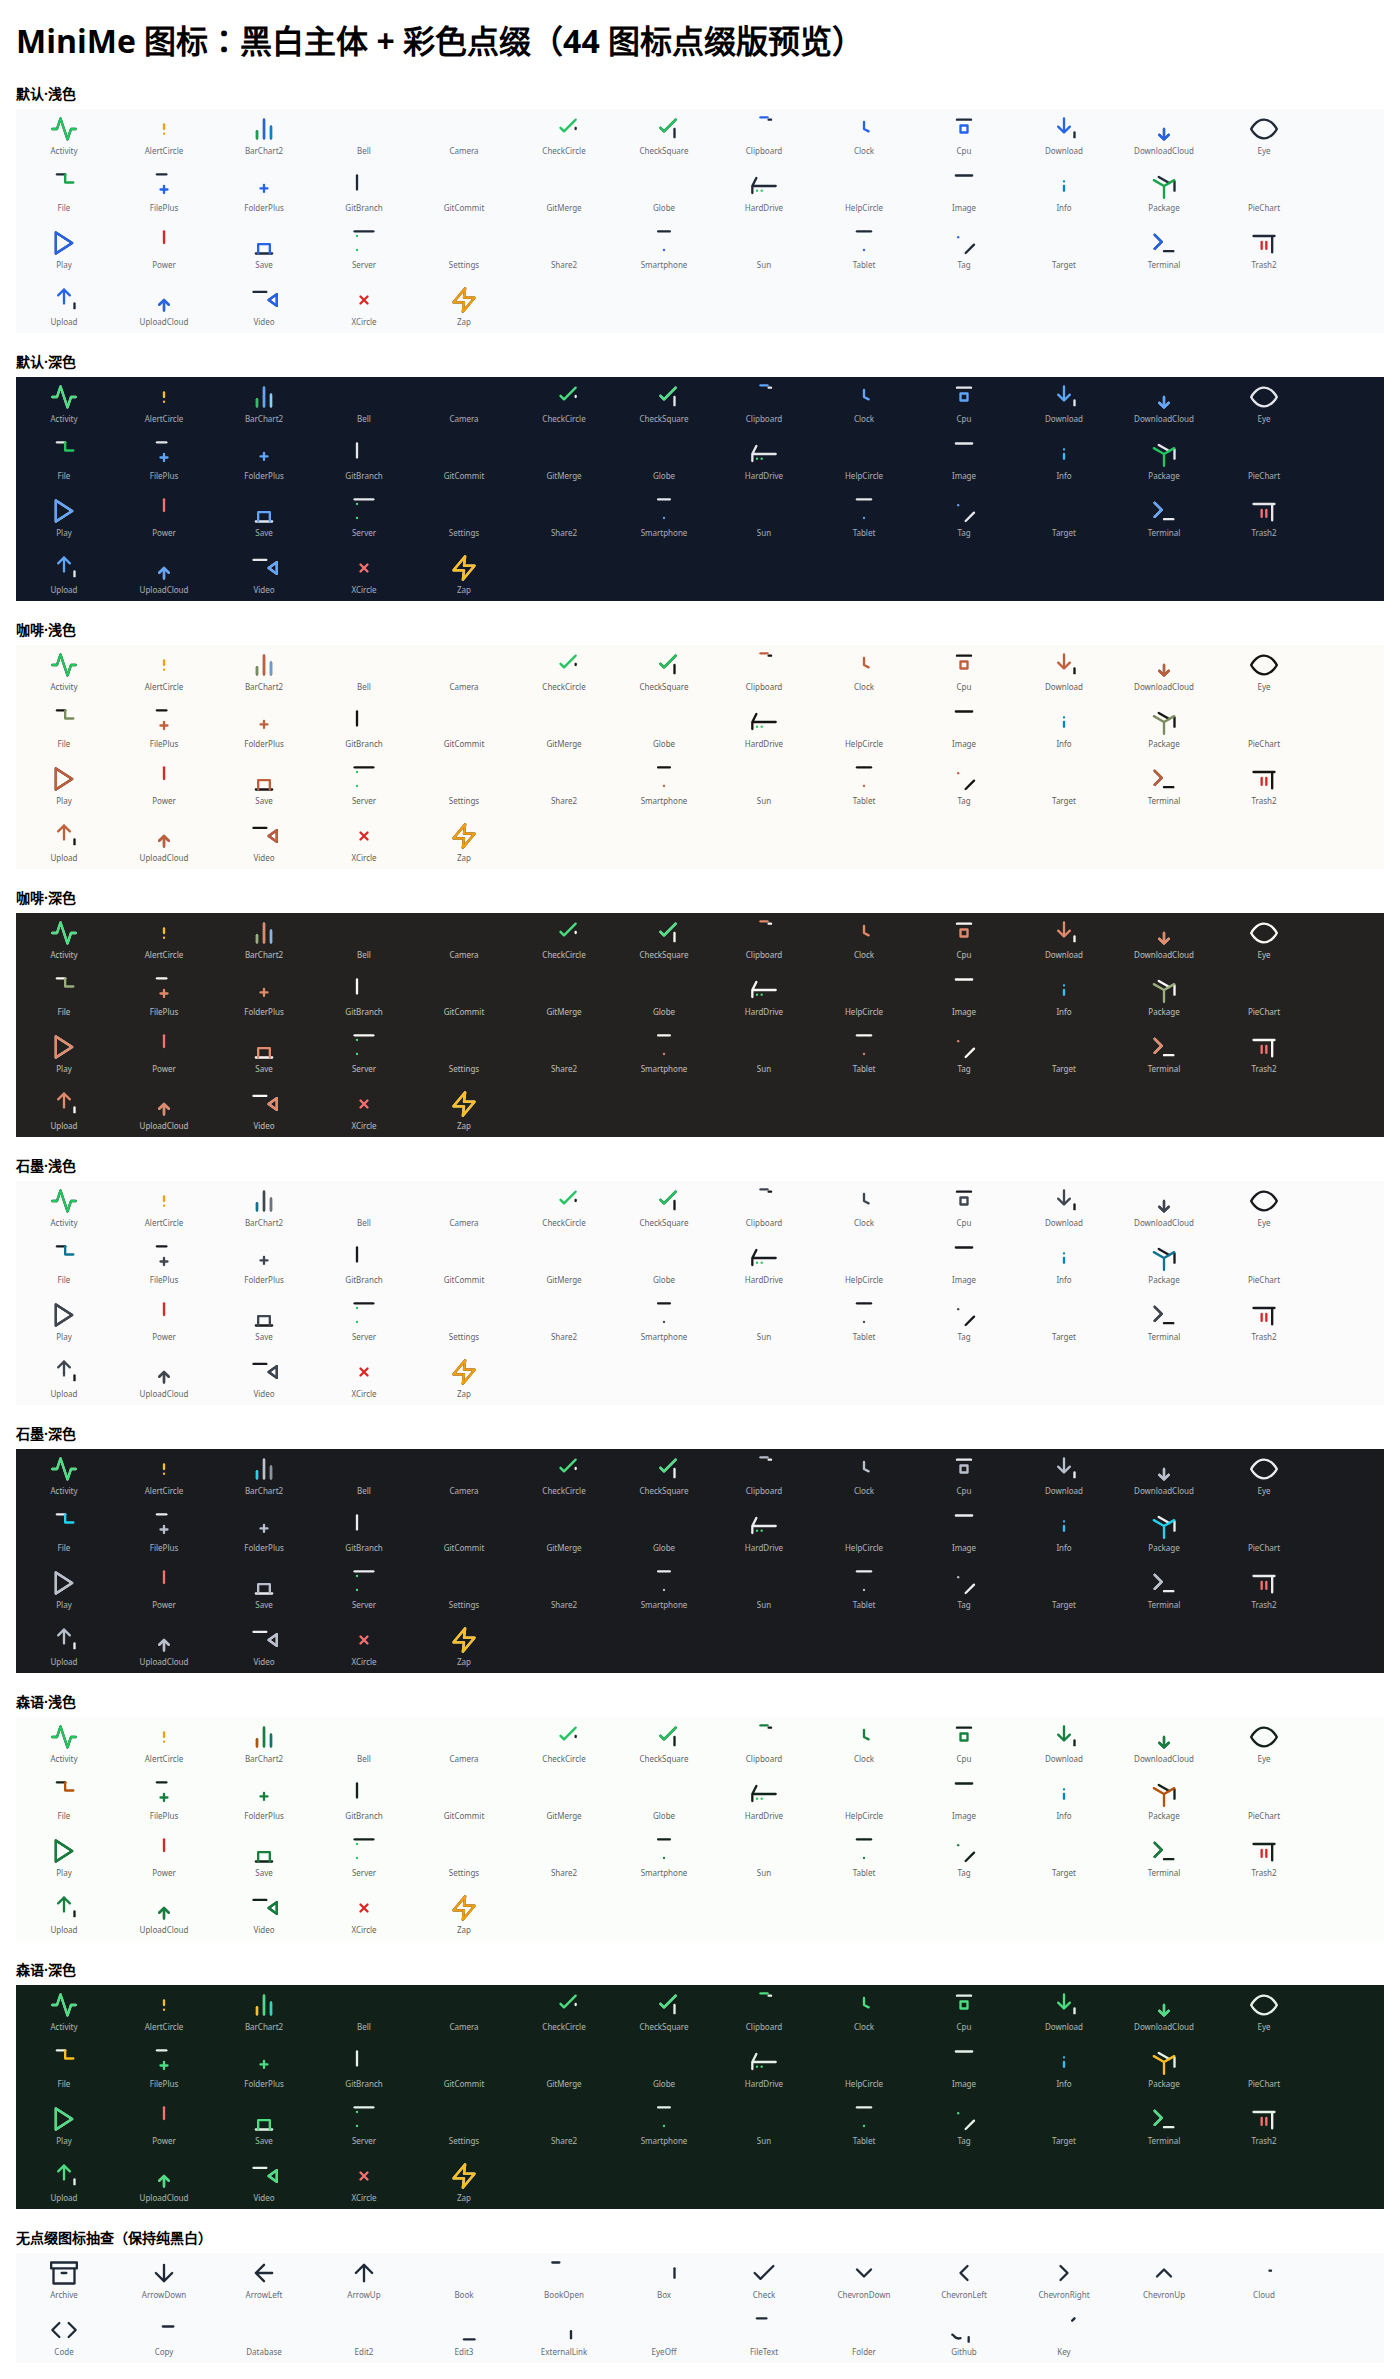 MiniMe 图标：黑白主体 + 彩色点缀（44 图标点缀版预览）
默认·浅色
Activity AlertCircle BarChart2 Bell Camera CheckCircle CheckSquare Clipboard Clock Cpu Download DownloadCloud Eye
File FilePlus FolderPlus GitBranch GitCommit GitMerge Globe HardDrive HelpCircle Image Info Package PieChart
Play Power Save Server Settings Share2 Smartphone Sun Tablet Tag Target Terminal Trash2
Upload UploadCloud Video XCircle Zap
默认·深色
Activity AlertCircle BarChart2 Bell Camera CheckCircle CheckSquare Clipboard Clock Cpu Download DownloadCloud Eye
File FilePlus FolderPlus GitBranch GitCommit GitMerge Globe HardDrive HelpCircle Image Info Package PieChart
Play Power Save Server Settings Share2 Smartphone Sun Tablet Tag Target Terminal Trash2
Upload UploadCloud Video XCircle Zap
咖啡·浅色
Activity AlertCircle BarChart2 Bell Camera CheckCircle CheckSquare Clipboard Clock Cpu Download DownloadCloud Eye
File FilePlus FolderPlus GitBranch GitCommit GitMerge Globe HardDrive HelpCircle Image Info Package PieChart
Play Power Save Server Settings Share2 Smartphone Sun Tablet Tag Target Terminal Trash2
Upload UploadCloud Video XCircle Zap
咖啡·深色
Activity AlertCircle BarChart2 Bell Camera CheckCircle CheckSquare Clipboard Clock Cpu Download DownloadCloud Eye
File FilePlus FolderPlus GitBranch GitCommit GitMerge Globe HardDrive HelpCircle Image Info Package PieChart
Play Power Save Server Settings Share2 Smartphone Sun Tablet Tag Target Terminal Trash2
Upload UploadCloud Video XCircle Zap
石墨·浅色
Activity AlertCircle BarChart2 Bell Camera CheckCircle CheckSquare Clipboard Clock Cpu Download DownloadCloud Eye
File FilePlus FolderPlus GitBranch GitCommit GitMerge Globe HardDrive HelpCircle Image Info Package PieChart
Play Power Save Server Settings Share2 Smartphone Sun Tablet Tag Target Terminal Trash2
Upload UploadCloud Video XCircle Zap
石墨·深色
Activity AlertCircle BarChart2 Bell Camera CheckCircle CheckSquare Clipboard Clock Cpu Download DownloadCloud Eye
File FilePlus FolderPlus GitBranch GitCommit GitMerge Globe HardDrive HelpCircle Image Info Package PieChart
Play Power Save Server Settings Share2 Smartphone Sun Tablet Tag Target Terminal Trash2
Upload UploadCloud Video XCircle Zap
森语·浅色
Activity AlertCircle BarChart2 Bell Camera CheckCircle CheckSquare Clipboard Clock Cpu Download DownloadCloud Eye
File FilePlus FolderPlus GitBranch GitCommit GitMerge Globe HardDrive HelpCircle Image Info Package PieChart
Play Power Save Server Settings Share2 Smartphone Sun Tablet Tag Target Terminal Trash2
Upload UploadCloud Video XCircle Zap
森语·深色
Activity AlertCircle BarChart2 Bell Camera CheckCircle CheckSquare Clipboard Clock Cpu Download DownloadCloud Eye
File FilePlus FolderPlus GitBranch GitCommit GitMerge Globe HardDrive HelpCircle Image Info Package PieChart
Play Power Save Server Settings Share2 Smartphone Sun Tablet Tag Target Terminal Trash2
Upload UploadCloud Video XCircle Zap
无点缀图标抽查（保持纯黑白）
Archive ArrowDown ArrowLeft ArrowUp Book BookOpen Box Check ChevronDown ChevronLeft ChevronRight ChevronUp Cloud
Code Copy Database Edit2 Edit3 ExternalLink EyeOff FileText Folder Github Key